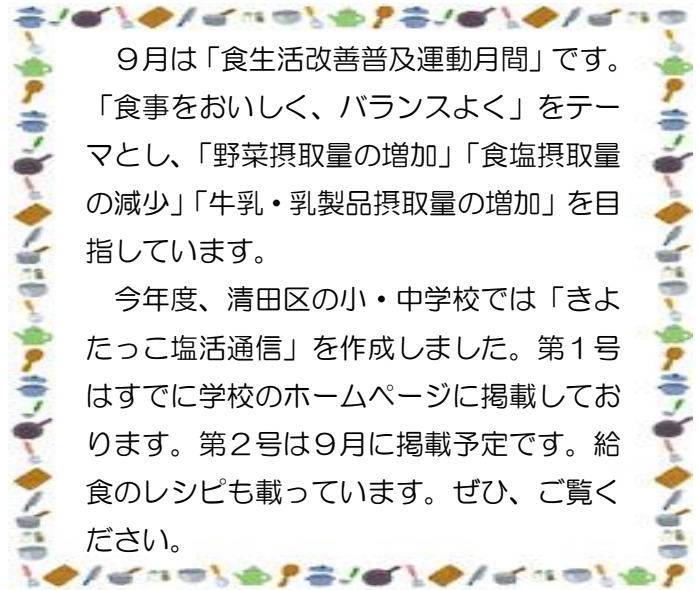 ９月は「食生活改善普及運動月間」です。
「食事をおいしく、バランスよく」をテー
マとし、「野菜摂取量の増加」「食塩摂取量
の減少」「牛乳・乳製品摂取量の増加」を目
指しています。
　今年度、清田区の小・中学校では「きよ
たっこ塩活通信」を作成しました。第１号
はすでに学校のホームページに掲載してお
ります。第２号は９月に掲載予定です。給
食のレシピも載っています。ぜひ、ご覧く
ださい。